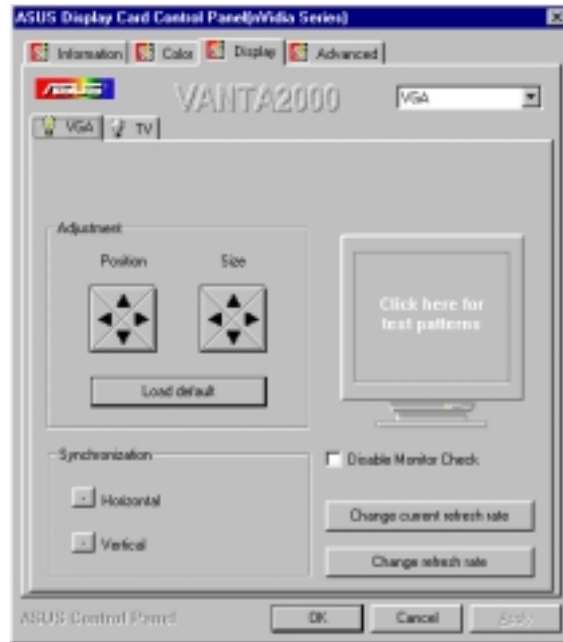 ASUS Display Card Control Panel(nVidia Series)
Information Color Display Advanced
ASUS VANTA2000 VGA
VGA TV
Adjustment
Position Size
Click here for
test patterns
Load default
Synchronization
Disable Monitor Check
- Horizontal
Change current refresh rate
- Vertical
Change refresh rate
ASUS Control Panel OK Cancel Apply